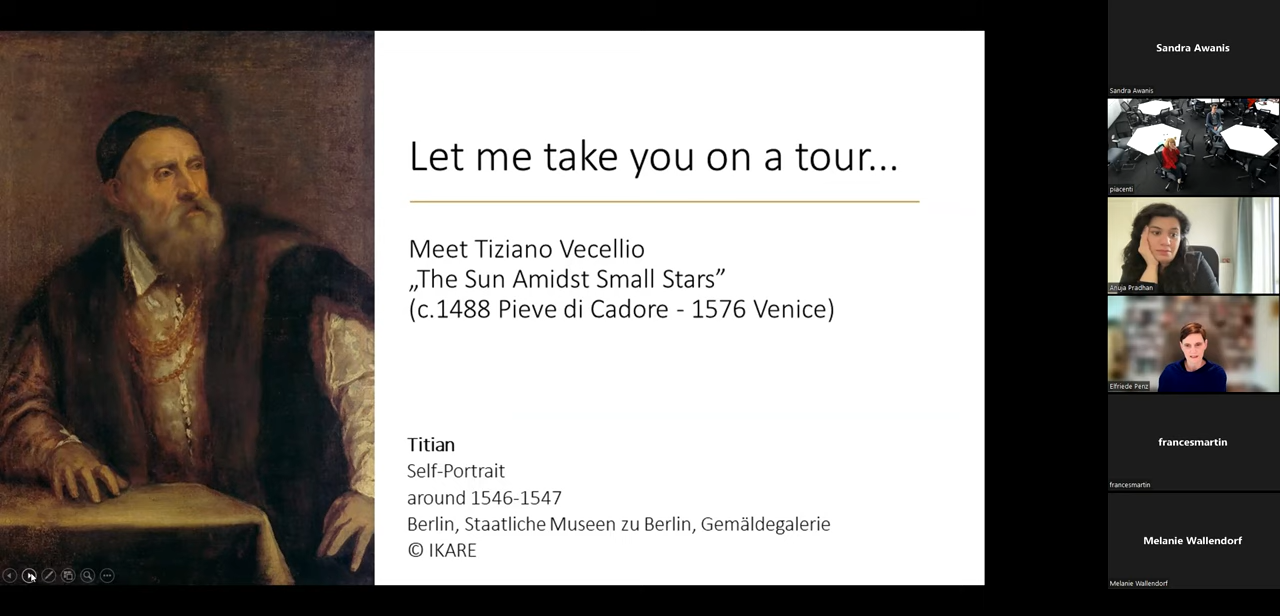 Let me take you on a tour...
Meet Tiziano Vecellio
„The Sun Amidst Small Stars”
(c.1488 Pieve di Cadore - 1576 Venice)
Titian
Self-Portrait
around 1546-1547
Berlin, Staatliche Museen zu Berlin, Gemäldegalerie
© IKARE
Sandra Awanis
Sandra Awanis
piacenti
Anuja Pradhan
Elfriede Penz
francesmartin
francesmartin
Melanie Wallendorf
Melanie Wallendorf